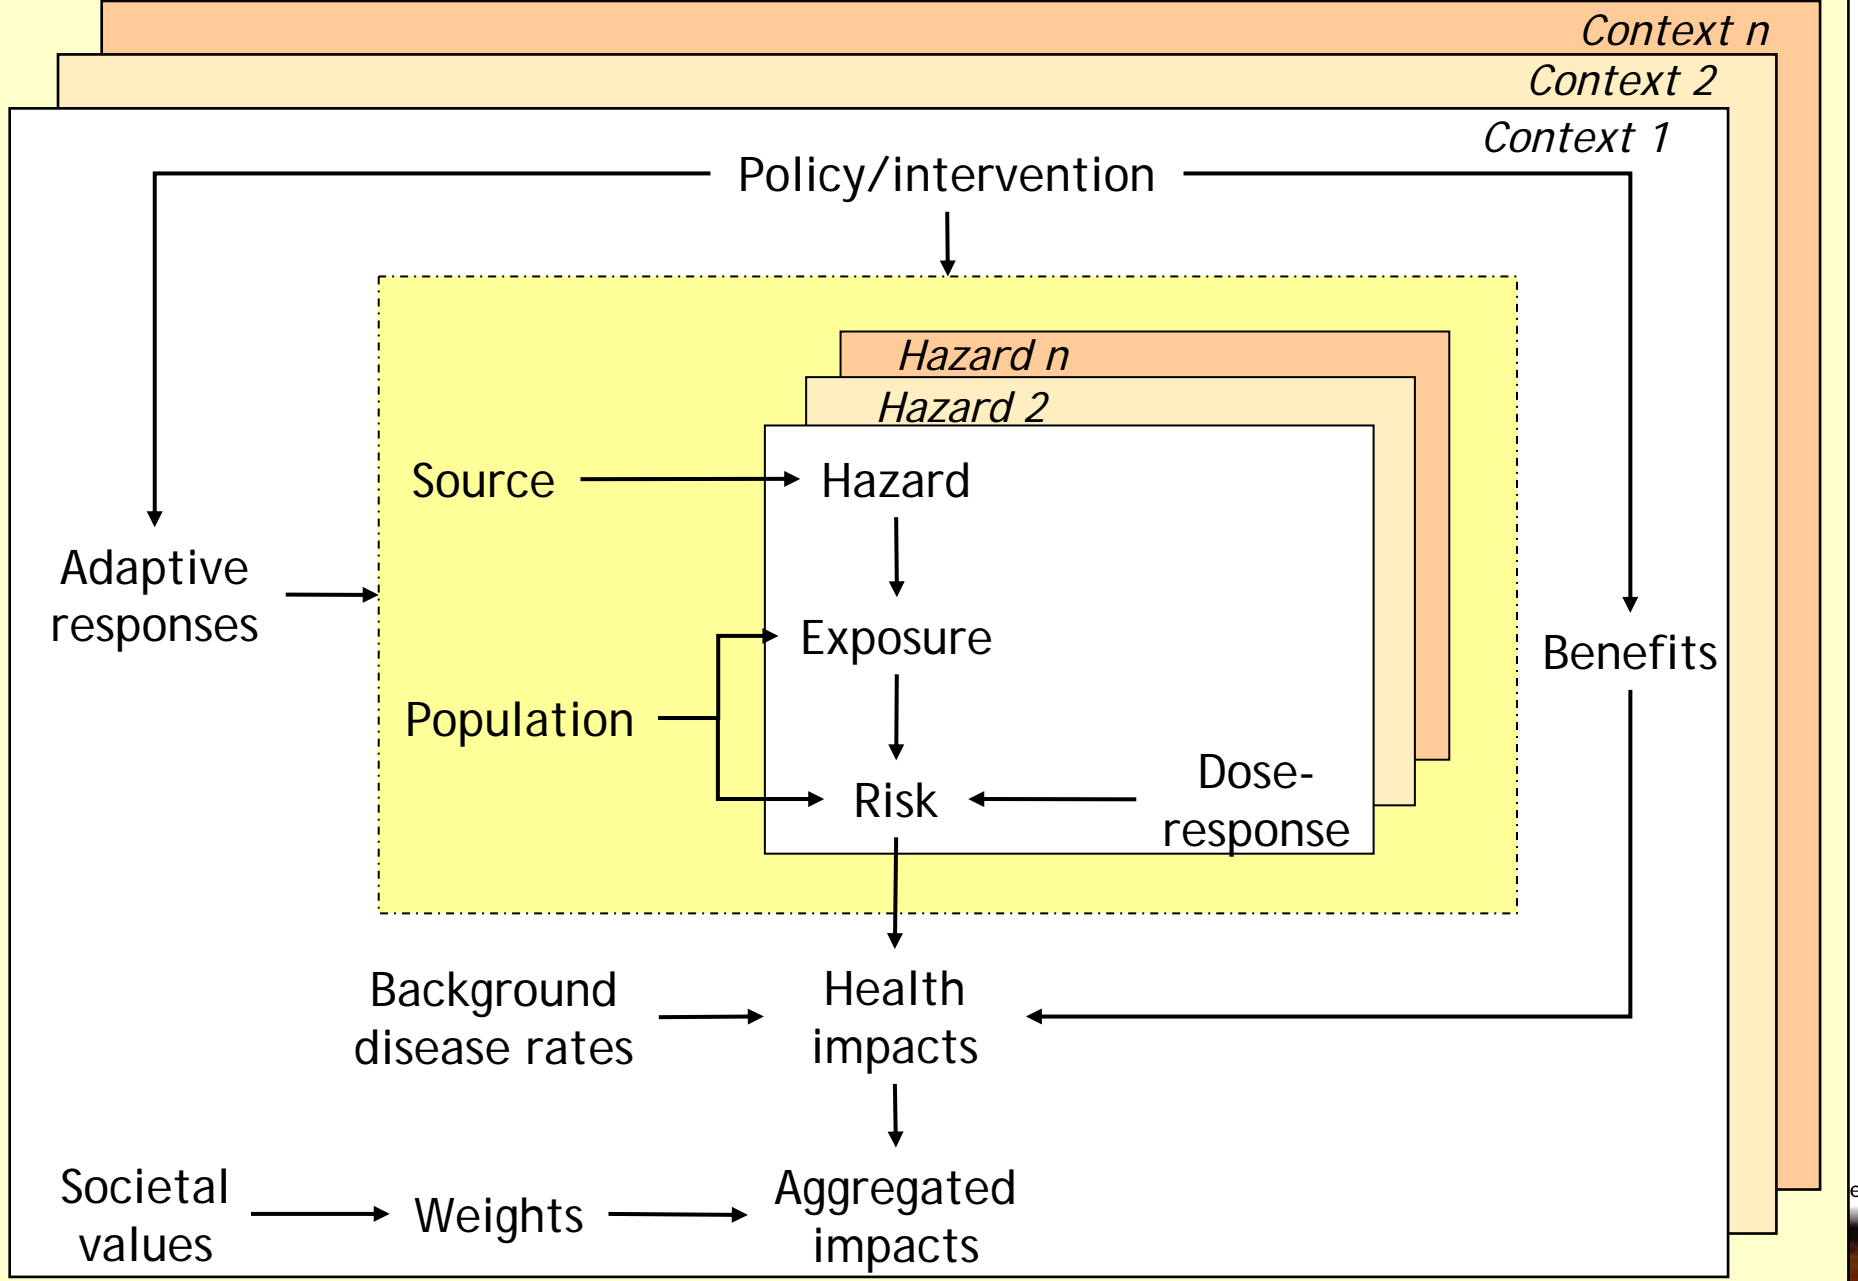 Context n
Context 2
Context 1
Policy/intervention
Hazard n
Hazard 2
Source
Hazard
Adaptive
responses
Exposure
Benefits
Population
Dose-
response
Risk
Background
disease rates
Health
impacts
Societal
values
Weights
Aggregated
impacts